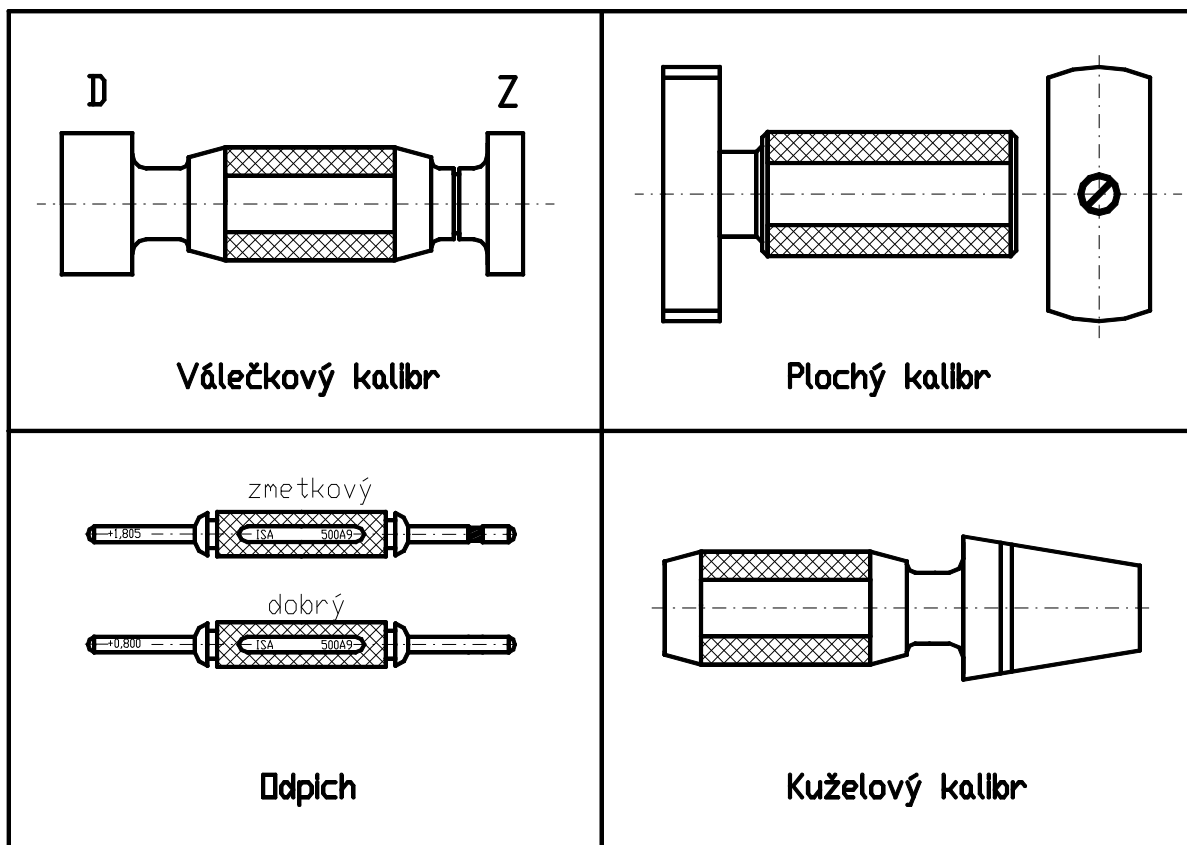 D Z
Válečkový kalibr
Plochý kalibr
zmetkový
+1,805 ISA 500A9
dobrý
+0,800 ISA 500A9
Odpich
Kuželový kalibr